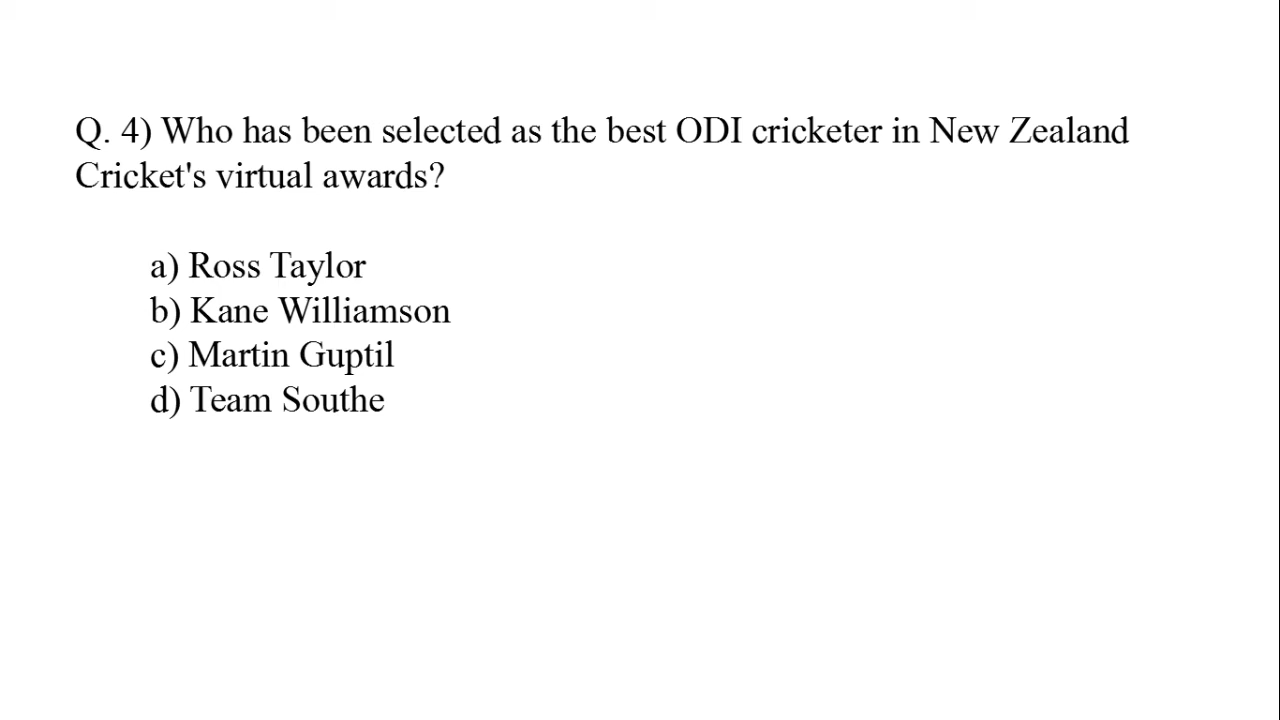 Q. 4) Who has been selected as the best ODI cricketer in New Zealand
Cricket's virtual awards?
a) Ross Taylor
b) Kane Williamson
c) Martin Guptil
d) Team Southe